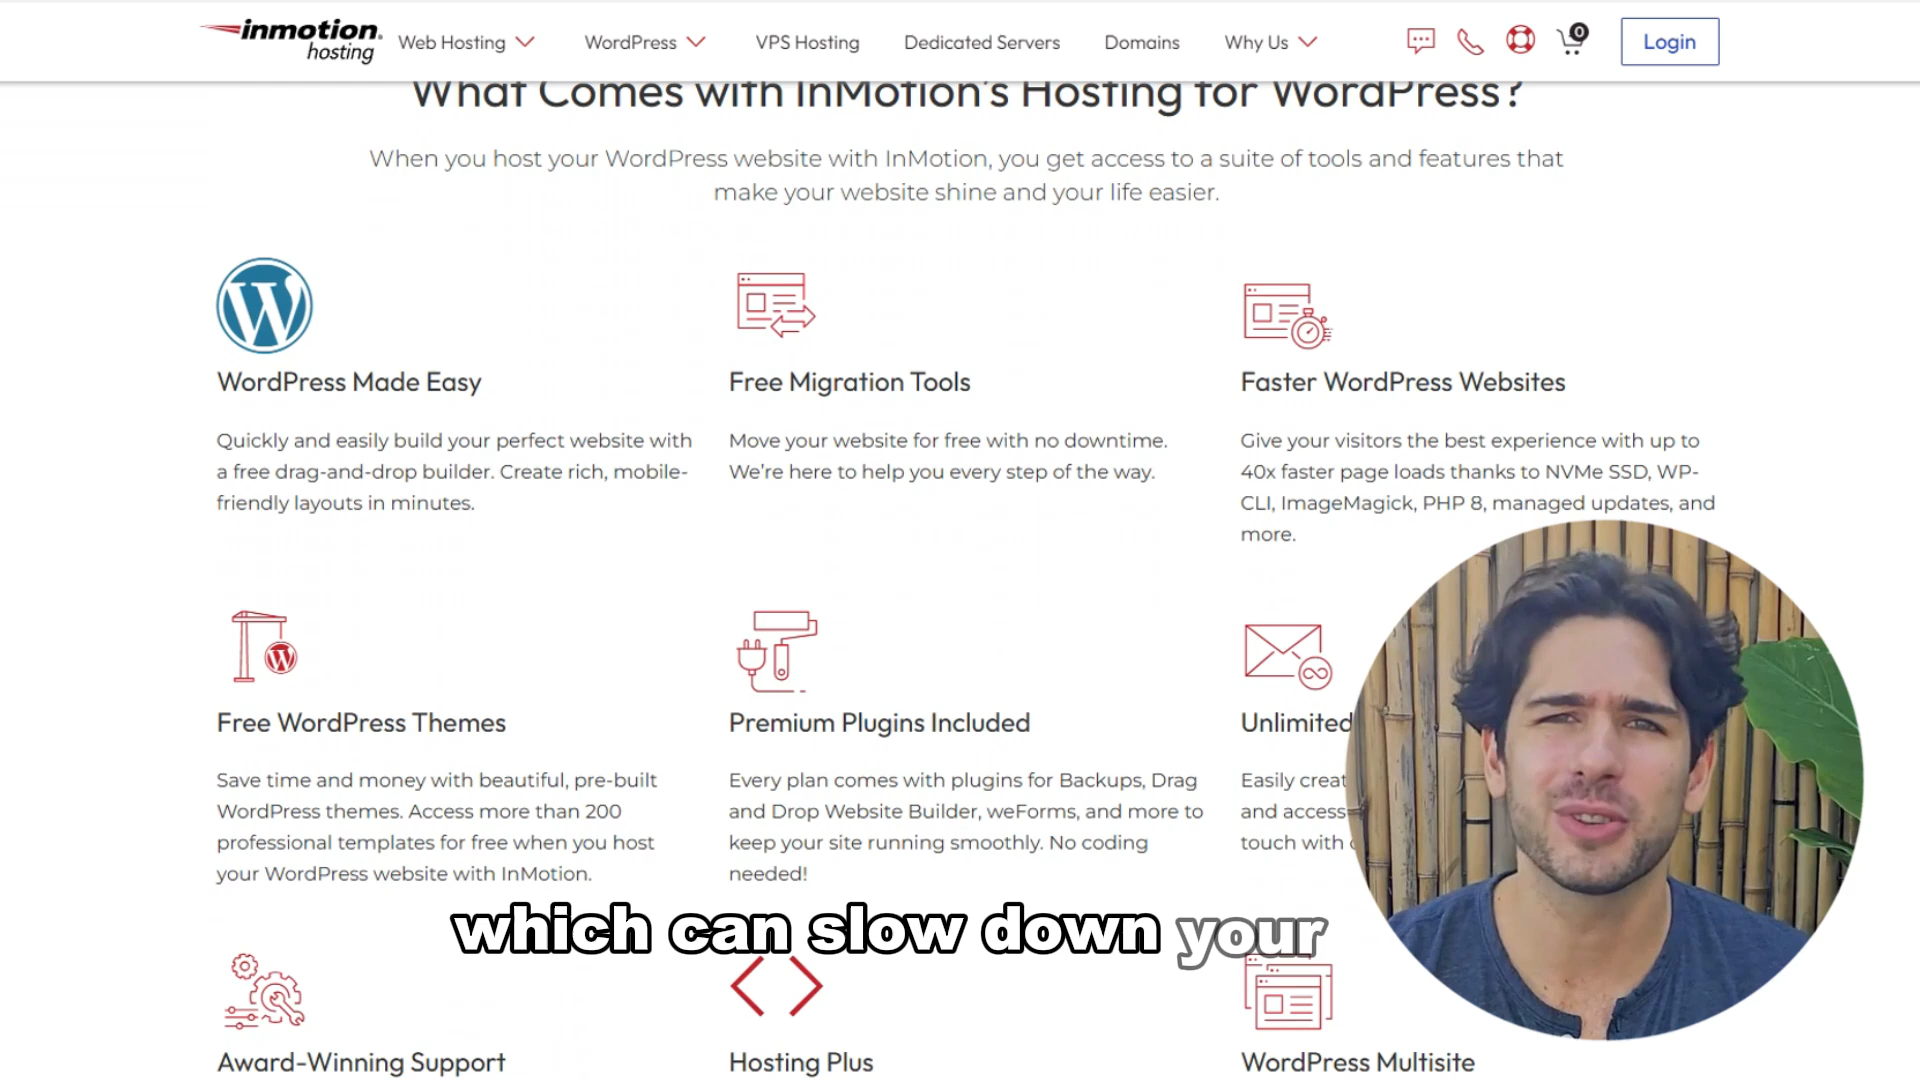 inmotion
hosting
Web Hosting
WordPress
VPS Hosting
Dedicated Servers
Domains
Why Us
0
Login
What Comes with InMotion's Hosting for WordPress?
When you host your WordPress website with InMotion, you get access to a suite of tools and features that
make your website shine and your life easier.
WordPress Made Easy
Quickly and easily build your perfect website with
a free drag-and-drop builder. Create rich, mobile-
friendly layouts in minutes.
Free Migration Tools
Move your website for free with no downtime.
We're here to help you every step of the way.
Faster WordPress Websites
Give your visitors the best experience with up to
40x faster page loads thanks to NVMe SSD, WP-
CLI, ImageMagick, PHP 8, managed updates, and
more.
Free WordPress Themes
Save time and money with beautiful, pre-built
WordPress themes. Access more than 200
professional templates for free when you host
your WordPress website with InMotion.
Premium Plugins Included
Every plan comes with plugins for Backups, Drag
and Drop Website Builder, weForms, and more to
keep your site running smoothly. No coding
needed!
Unlimited
Easily
and access
touch with
which can slow down your
Award-Winning Support
Hosting Plus
WordPress Multisite